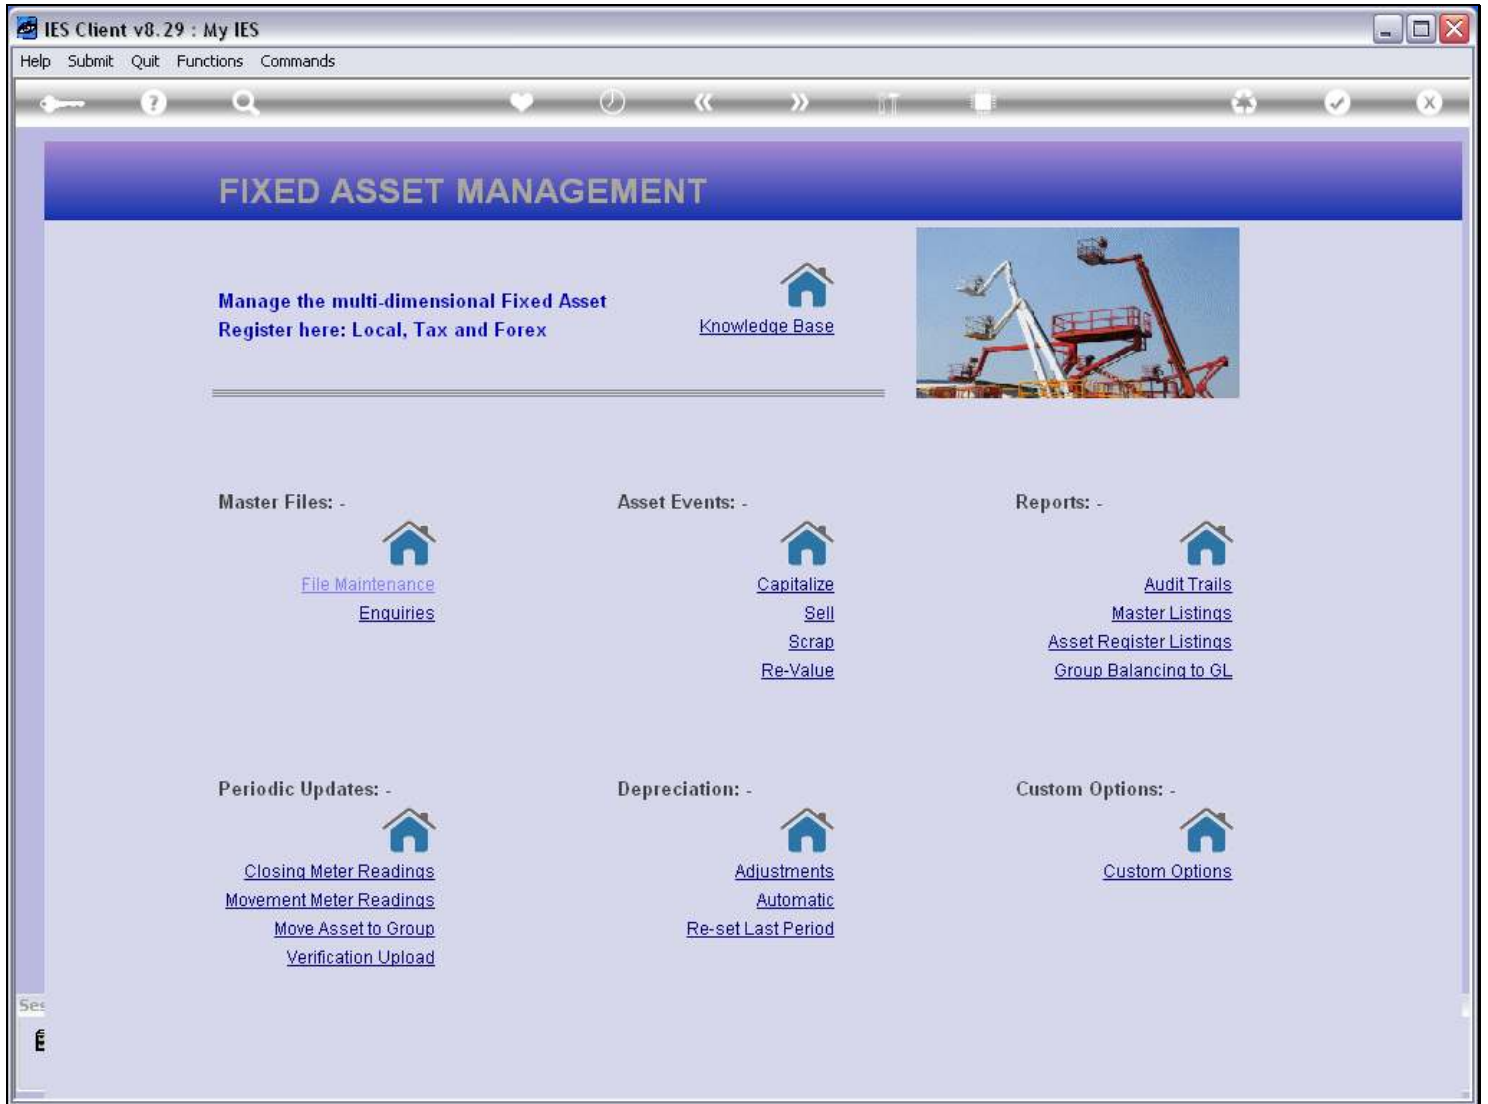 IES Client v8.29 : My IES
Help Submit Quit Functions Commands
FIXED ASSET MANAGEMENT
Manage the multi-dimensional Fixed Asset
Register here: Local, Tax and Forex
Knowledge Base
Master Files: -
File Maintenance
Enquiries
Asset Events: -
Capitalize
Sell
Scrap
Re-Value
Reports: -
Audit Trails
Master Listings
Asset Register Listings
Group Balancing to GL
Periodic Updates: -
Closing Meter Readings
Movement Meter Readings
Move Asset to Group
Verification Upload
Depreciation: -
Adjustments
Automatic
Re-set Last Period
Custom Options: -
Custom Options
Ses